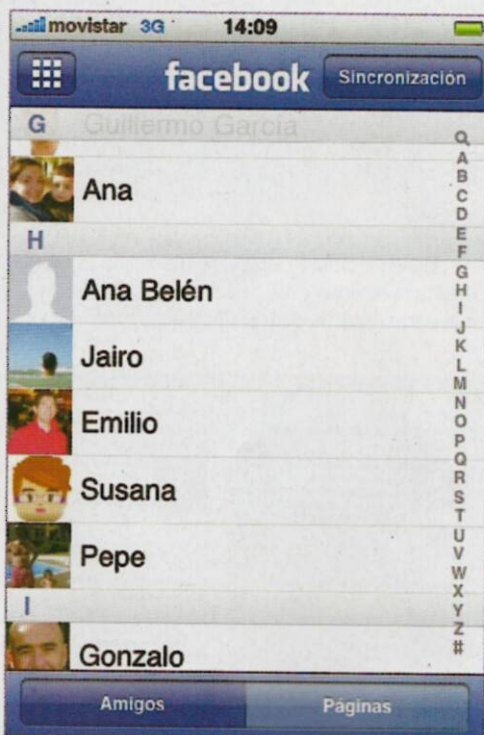 movistar 3G 14:09
facebook Sincronización
G Guillermo García
Ana
H
Ana Belén
Jairo
Emilio
Susana
Pepe
I
Gonzalo
A
B
C
D
E
F
G
H
I
J
K
L
M
N
O
P
Q
R
S
T
U
V
W
X
Y
Z
#
Amigos Páginas